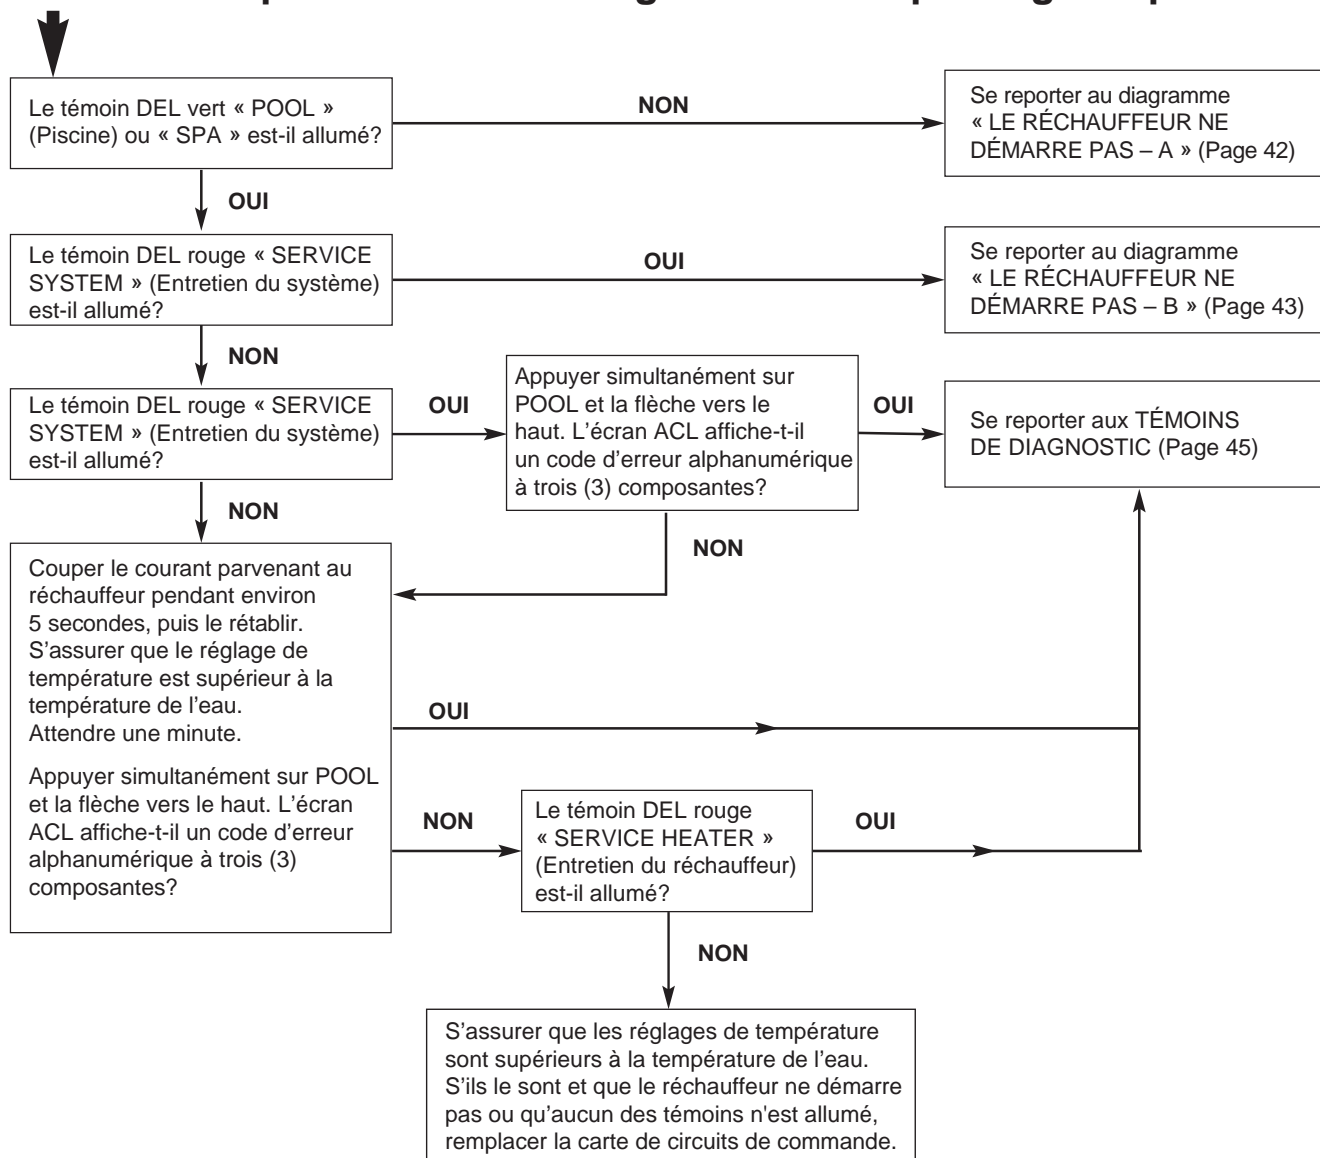 Le témoin DEL vert « POOL »
(Piscine) ou « SPA » est-il allumé?
NON
Se reporter au diagramme
« LE RÉCHAUFFEUR NE
DÉMARRE PAS – A » (Page 42)
OUI
Le témoin DEL rouge « SERVICE
SYSTEM » (Entretien du système)
est-il allumé?
OUI
Se reporter au diagramme
« LE RÉCHAUFFEUR NE
DÉMARRE PAS – B » (Page 43)
NON
Le témoin DEL rouge « SERVICE
SYSTEM » (Entretien du système)
est-il allumé?
OUI
Appuyer simultanément sur
POOL et la flèche vers le
haut. L'écran ACL affiche-t-il
un code d'erreur alphanumérique
à trois (3) composantes?
OUI
Se reporter aux TÉMOINS
DE DIAGNOSTIC (Page 45)
NON
NON
Couper le courant parvenant au
réchauffeur pendant environ
5 secondes, puis le rétablir.
S'assurer que le réglage de
température est supérieur à la
température de l'eau.
Attendre une minute.
Appuyer simultanément sur POOL
et la flèche vers le haut. L'écran
ACL affiche-t-il un code d'erreur
alphanumérique à trois (3)
composantes?
OUI
NON
Le témoin DEL rouge
« SERVICE HEATER »
(Entretien du réchauffeur)
est-il allumé?
OUI
NON
S'assurer que les réglages de température
sont supérieurs à la température de l'eau.
S'ils le sont et que le réchauffeur ne démarre
pas ou qu'aucun des témoins n'est allumé,
remplacer la carte de circuits de commande.